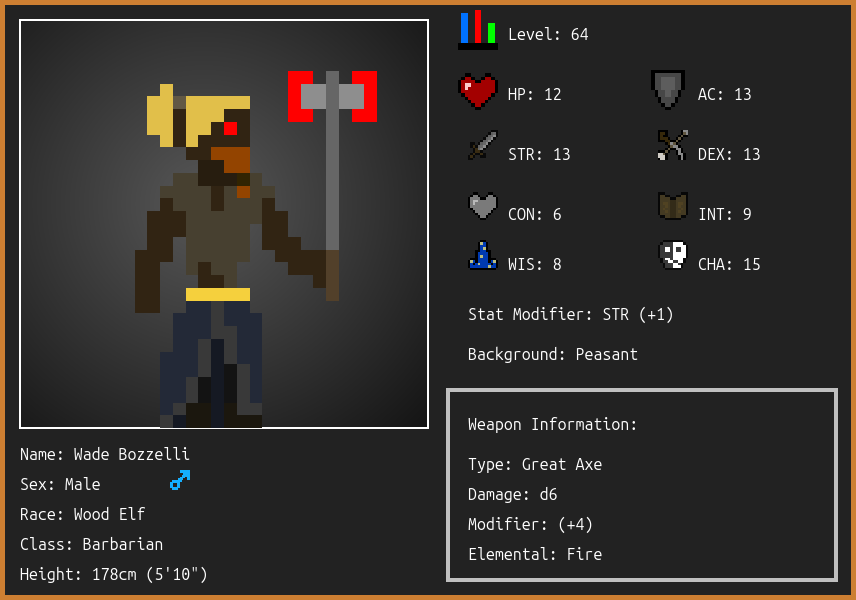 Level: 64
HP: 12
AC: 13
STR: 13
DEX: 13
CON: 6
INT: 9
WIS: 8
CHA: 15
Stat Modifier: STR (+1)
Background: Peasant
Weapon Information:
Type: Great Axe
Damage: d6
Modifier: (+4)
Elemental: Fire
Name: Wade Bozzelli
Sex: Male
Race: Wood Elf
Class: Barbarian
Height: 178cm (5'10")